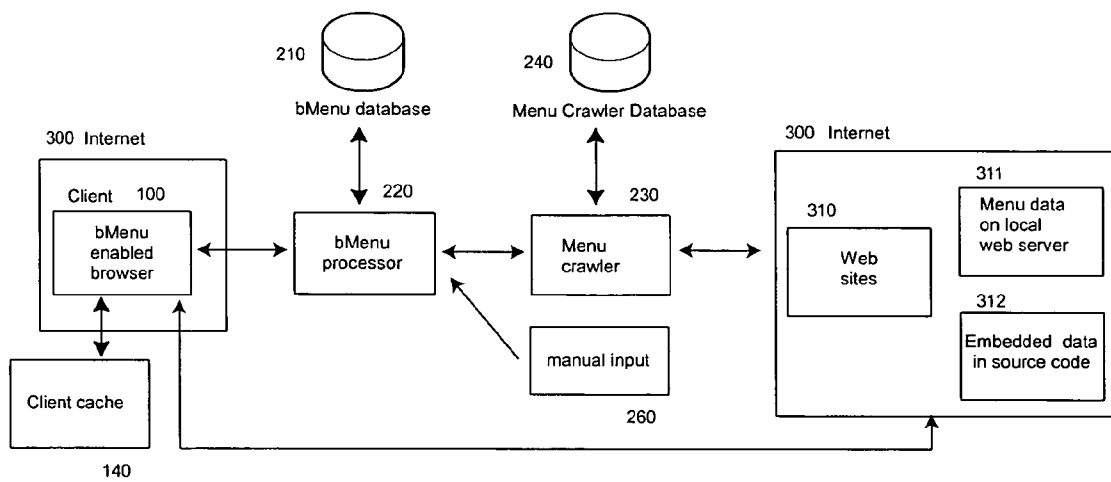 210
bMenu database
240
Menu Crawler Database
300 Internet
Client 100
bMenu
enabled
browser
220
bMenu
processor
230
Menu
crawler
300 Internet
310
Web
sites
311
Menu data
on local
web server
312
Embedded data
in source code
manual input
260
Client cache
140